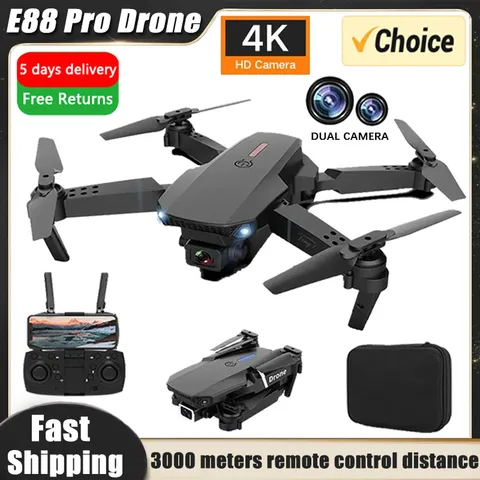 E88 Pro Drone
5 days delivery
Free Returns
4K
HD Camera
Choice
DUAL CAMERA
Drone
Fast
Shipping
3000 meters remote control distance